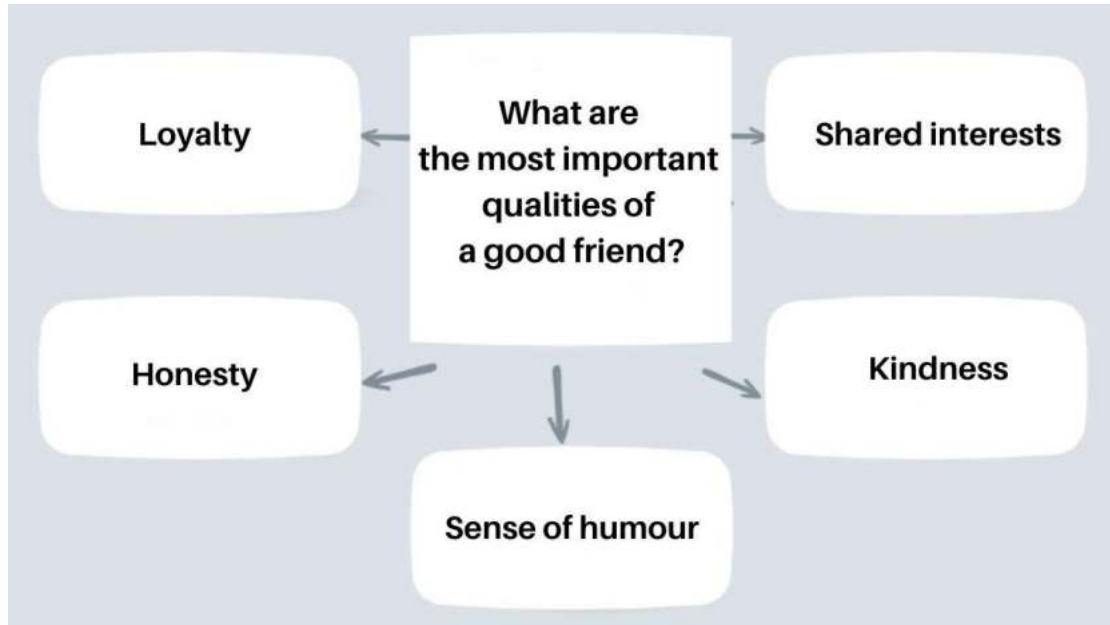 What are
the most important
qualities of
a good friend?
Loyalty
Shared interests
Honesty
Kindness
Sense of humour